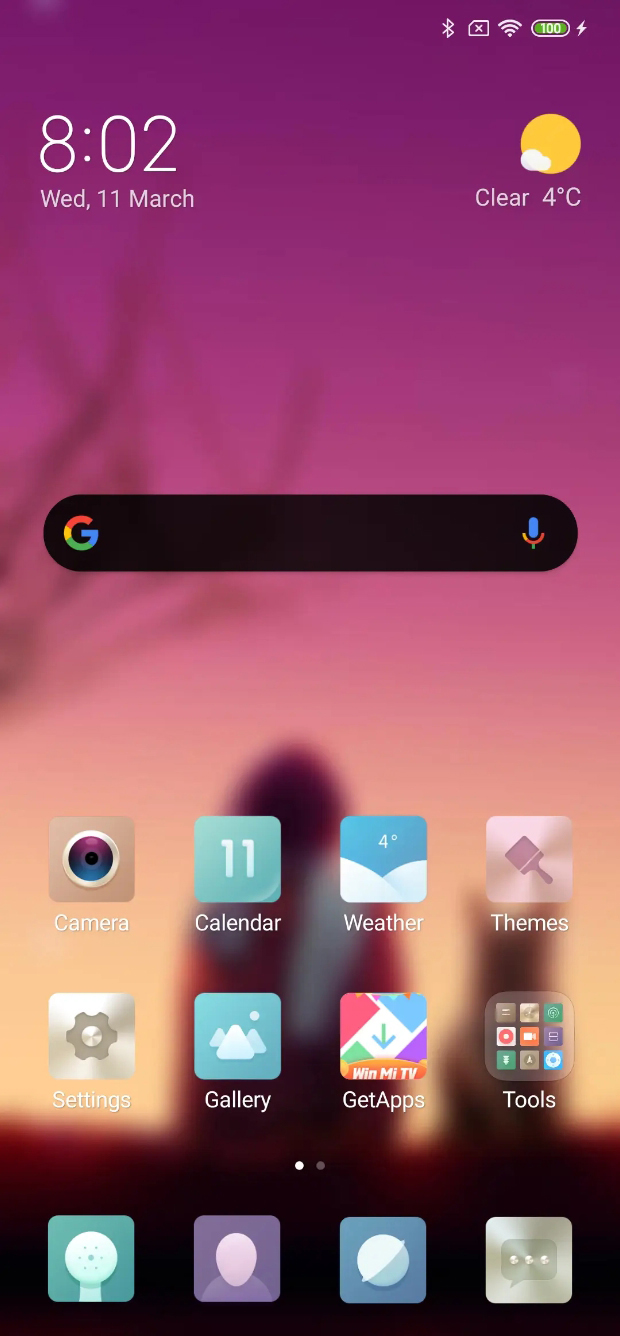 100
8:02
Wed, 11 March
Clear 4°C
G
4°
11
Camera
Calendar
Weather
Themes
Win Mi TV
Settings
Gallery
GetApps
Tools